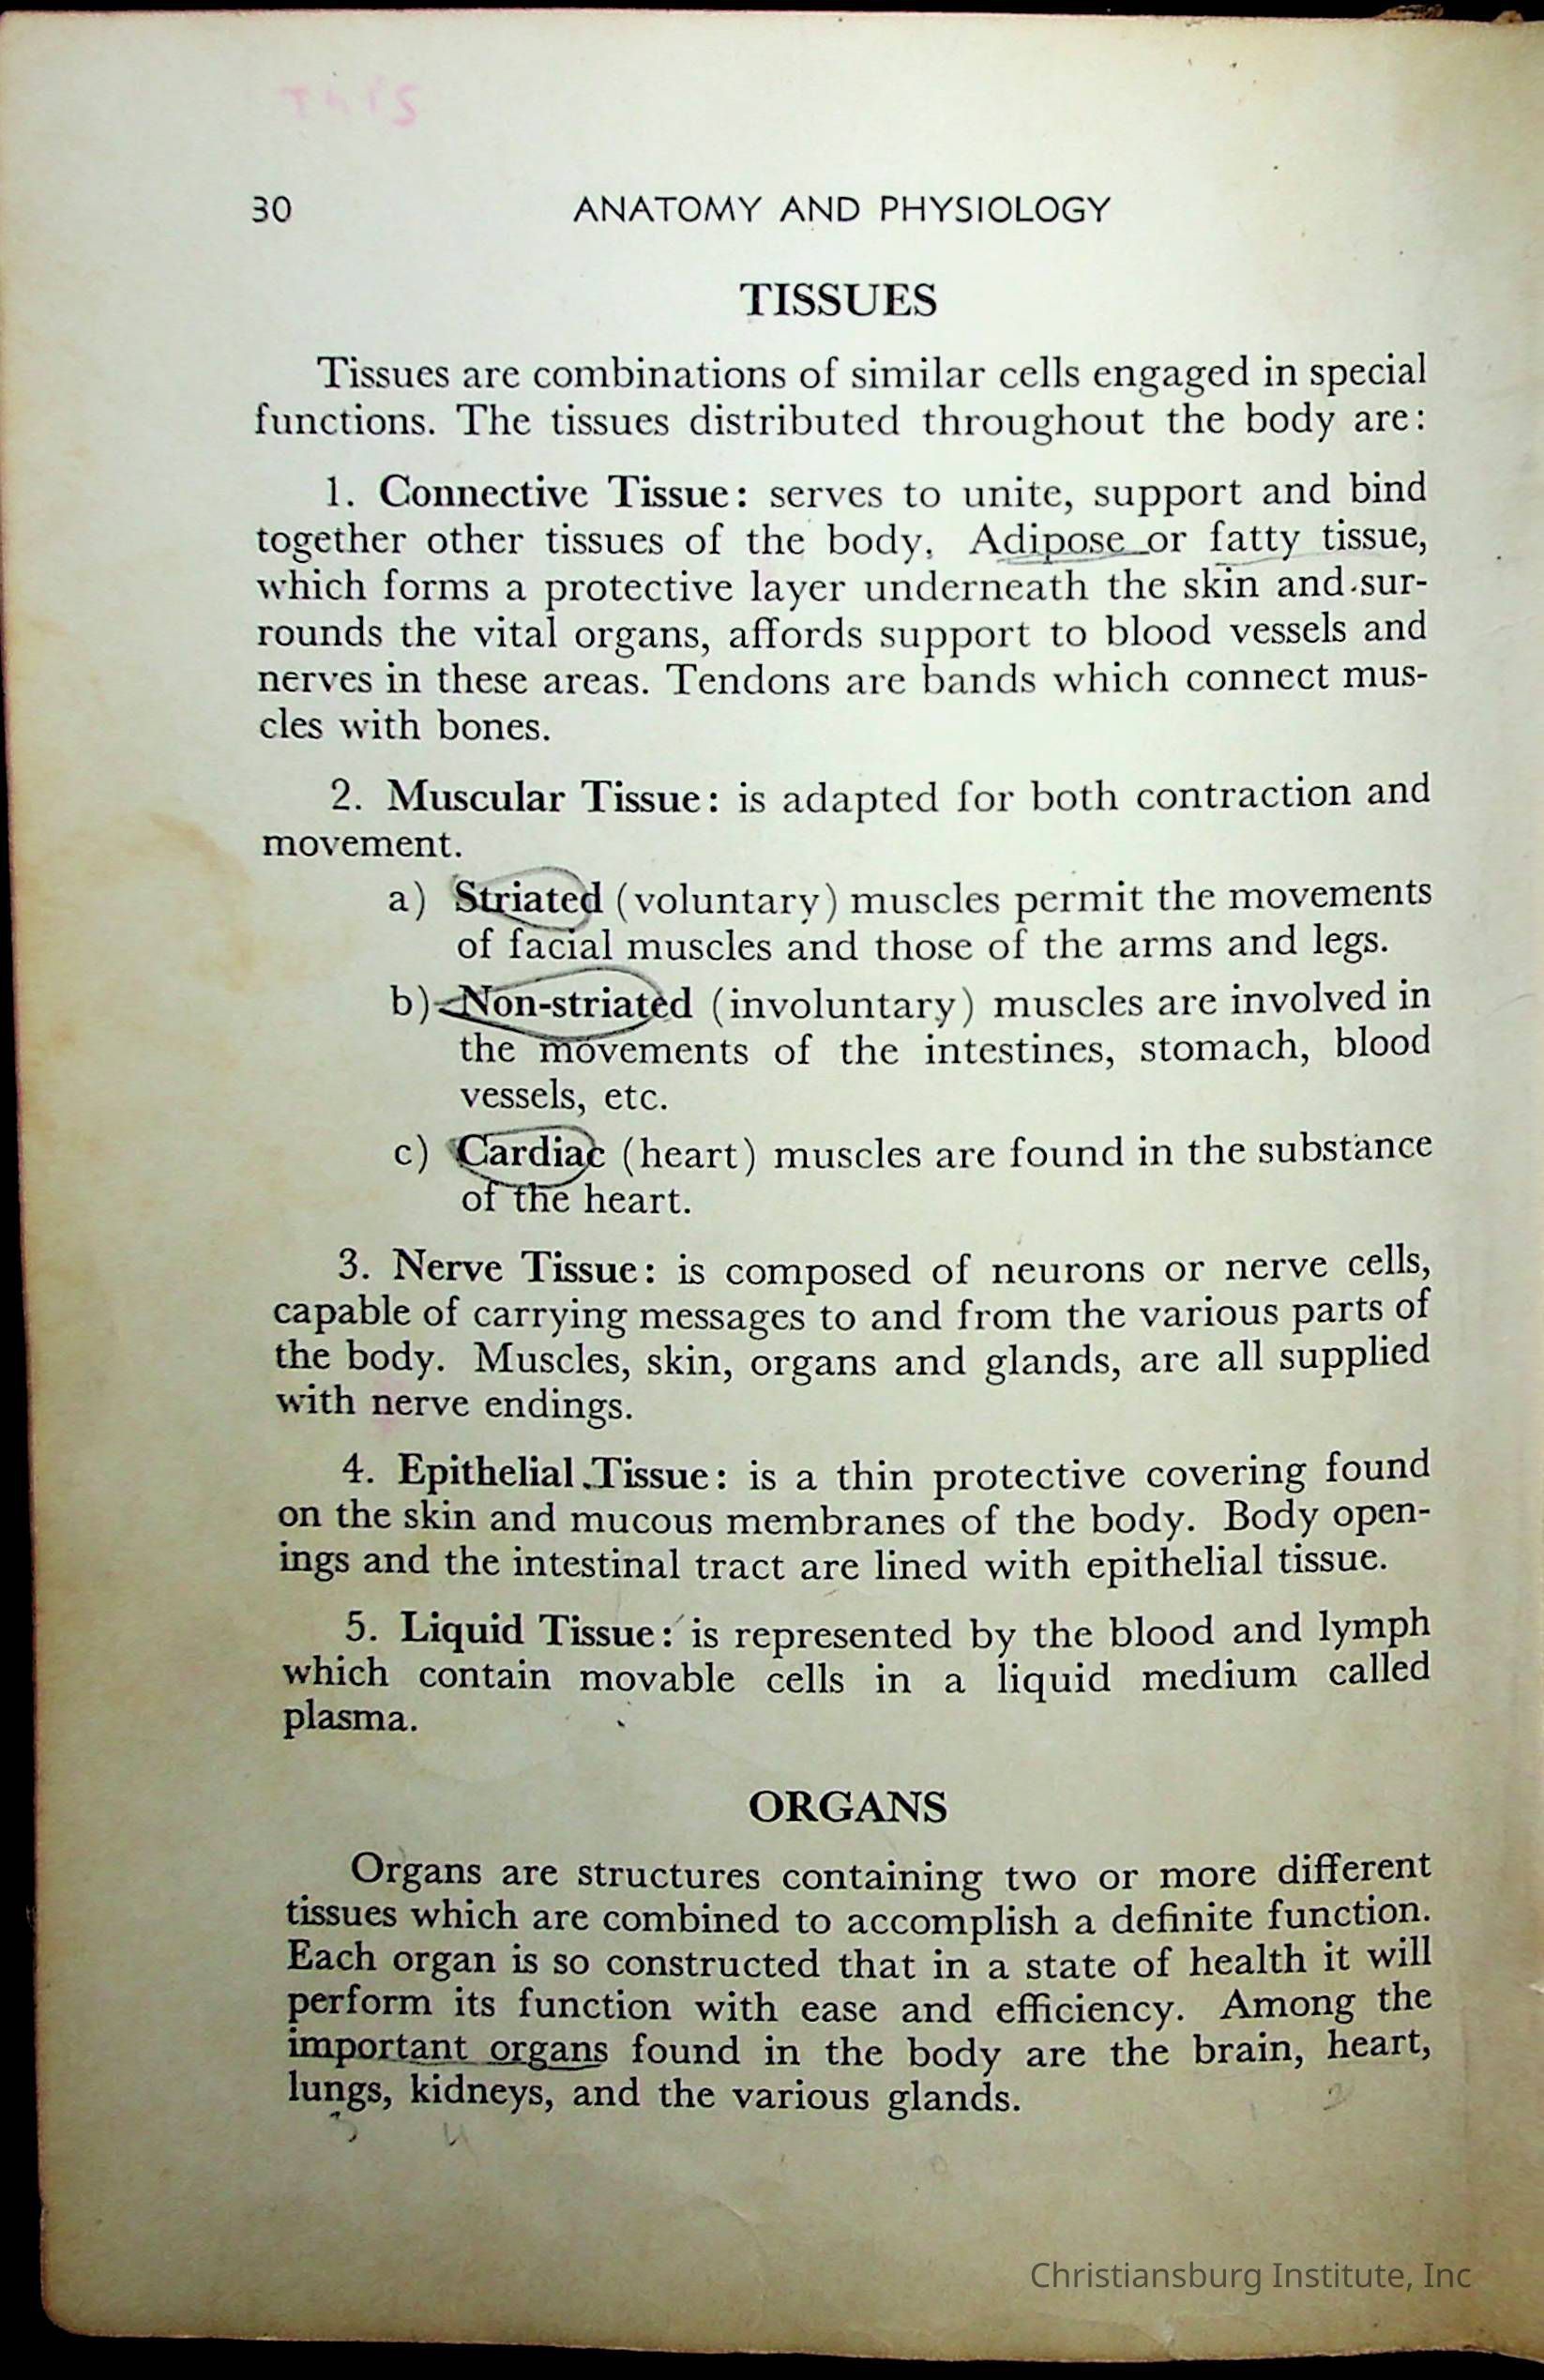 This
30 ANATOMY AND PHYSIOLOGY
TISSUES
Tissues are combinations of similar cells engaged in special
functions. The tissues distributed throughout the body are:
1. Connective Tissue: serves to unite, support and bind
together other tissues of the body. Adipose or fatty tissue,
which forms a protective layer underneath the skin and sur-
rounds the vital organs, affords support to blood vessels and
nerves in these areas. Tendons are bands which connect mus-
cles with bones.
2. Muscular Tissue: is adapted for both contraction and
movement.
a) Striated (voluntary) muscles permit the movements
of facial muscles and those of the arms and legs.
b) Non-striated (involuntary) muscles are involved in
the movements of the intestines, stomach, blood
vessels, etc.
c) Cardiac (heart) muscles are found in the substance
of the heart.
3. Nerve Tissue: is composed of neurons or nerve cells,
capable of carrying messages to and from the various parts of
the body. Muscles, skin, organs and glands, are all supplied
with nerve endings.
4. Epithelial Tissue: is a thin protective covering found
on the skin and mucous membranes of the body. Body open-
ings and the intestinal tract are lined with epithelial tissue.
5. Liquid Tissue: is represented by the blood and lymph
which contain movable cells in a liquid medium called
plasma.
ORGANS
Organs are structures containing two or more different
tissues which are combined to accomplish a definite function.
Each organ is so constructed that in a state of health it will
perform its function with ease and efficiency. Among the
important organs found in the body are the brain, heart,
lungs, kidneys, and the various glands.
1 2
3 4
Christiansburg Institute, Inc